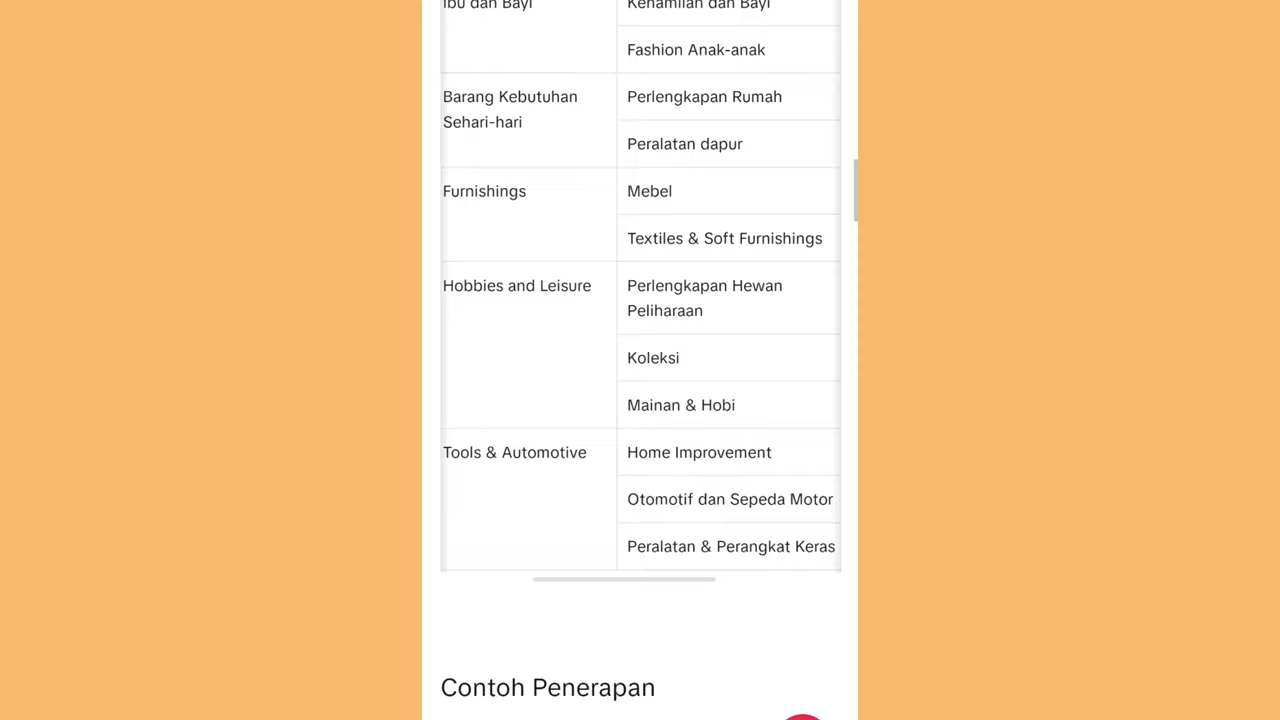 Ibu dan Bayi
Kehamilan dan Bayi
Fashion Anak-anak
Barang Kebutuhan
Sehari-hari
Perlengkapan Rumah
Peralatan dapur
Furnishings
Mebel
Textiles & Soft Furnishings
Hobbies and Leisure
Perlengkapan Hewan
Peliharaan
Koleksi
Mainan & Hobi
Tools & Automotive
Home Improvement
Otomotif dan Sepeda Motor
Peralatan & Perangkat Keras
Contoh Penerapan